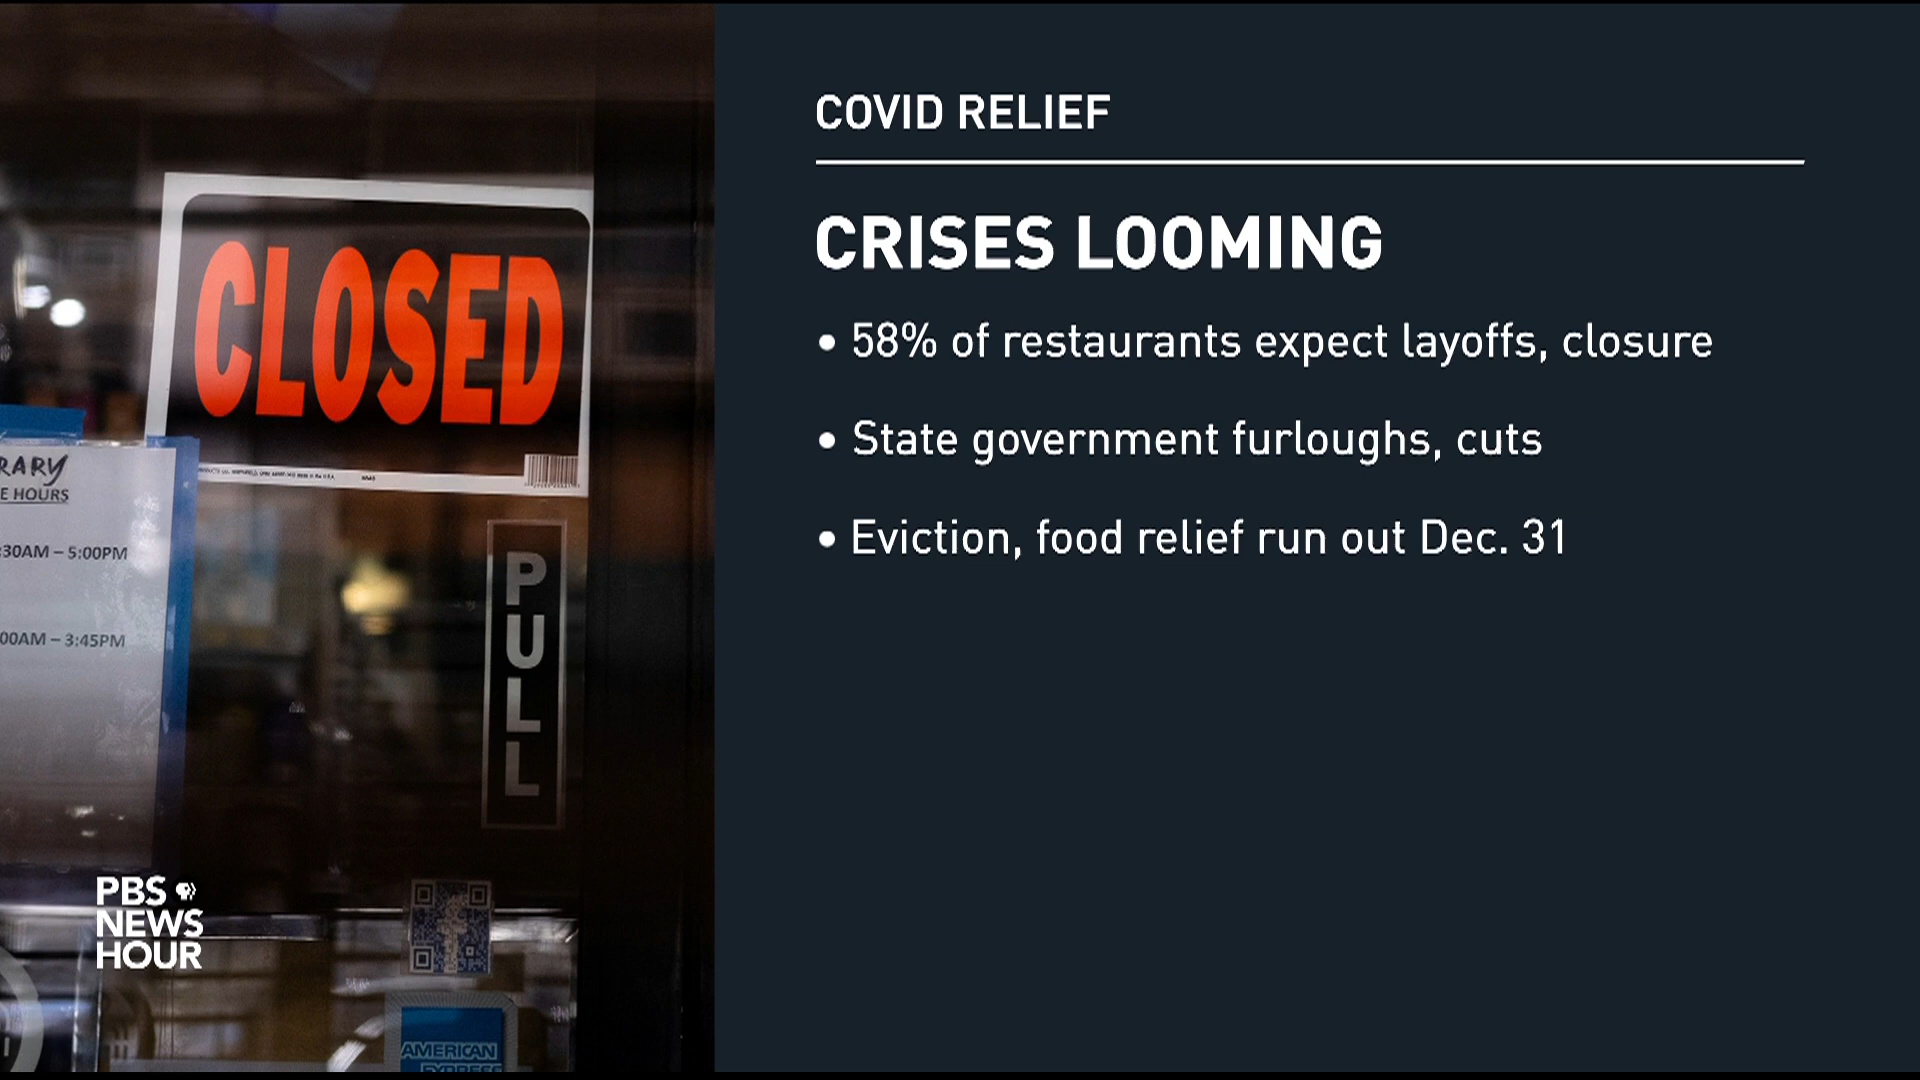 COVID RELIEF
CRISES LOOMING
• 58% of restaurants expect layoffs, closure
• State government furloughs, cuts
• Eviction, food relief run out Dec. 31
CLOSED
RARY
E HOURS
:30AM – 5:00PM
00AM – 3:45PM
PULL
PBS
NEWS
HOUR
AMERICAN
EXPRESS